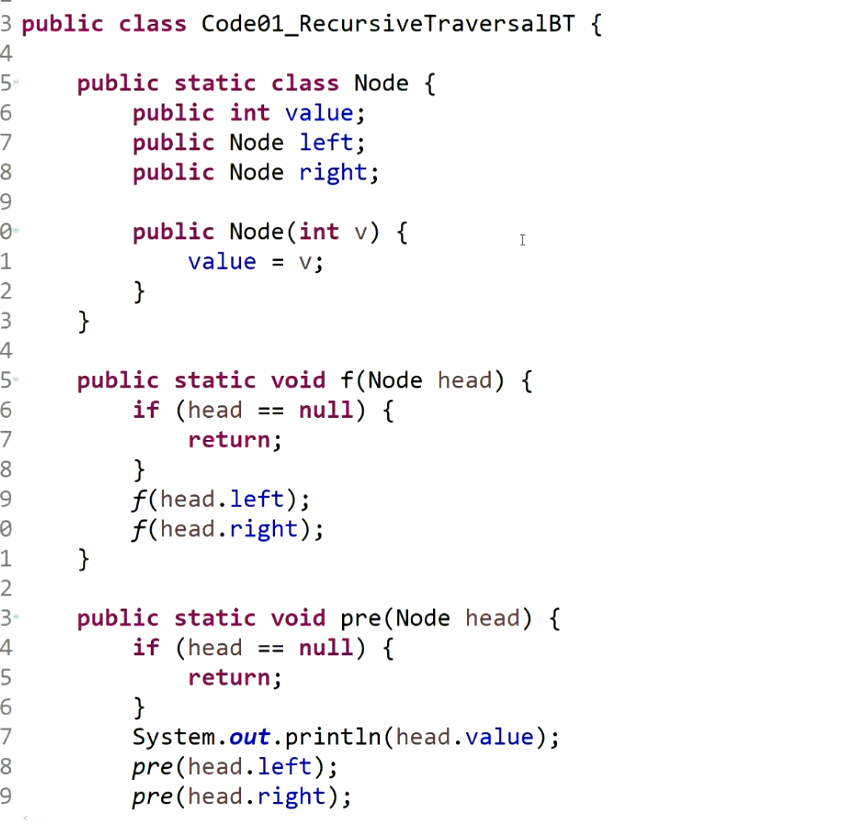 3 public class Code01_RecursiveTraversalBT {
4
5     public static class Node {
6         public int value;
7         public Node left;
8         public Node right;
9
0         public Node(int v) {
1             value = v;
2         }
3     }
4
5     public static void f(Node head) {
6         if (head == null) {
7             return;
8         }
9         f(head.left);
0         f(head.right);
1     }
2
3     public static void pre(Node head) {
4         if (head == null) {
5             return;
6         }
7         System.out.println(head.value);
8         pre(head.left);
9         pre(head.right);